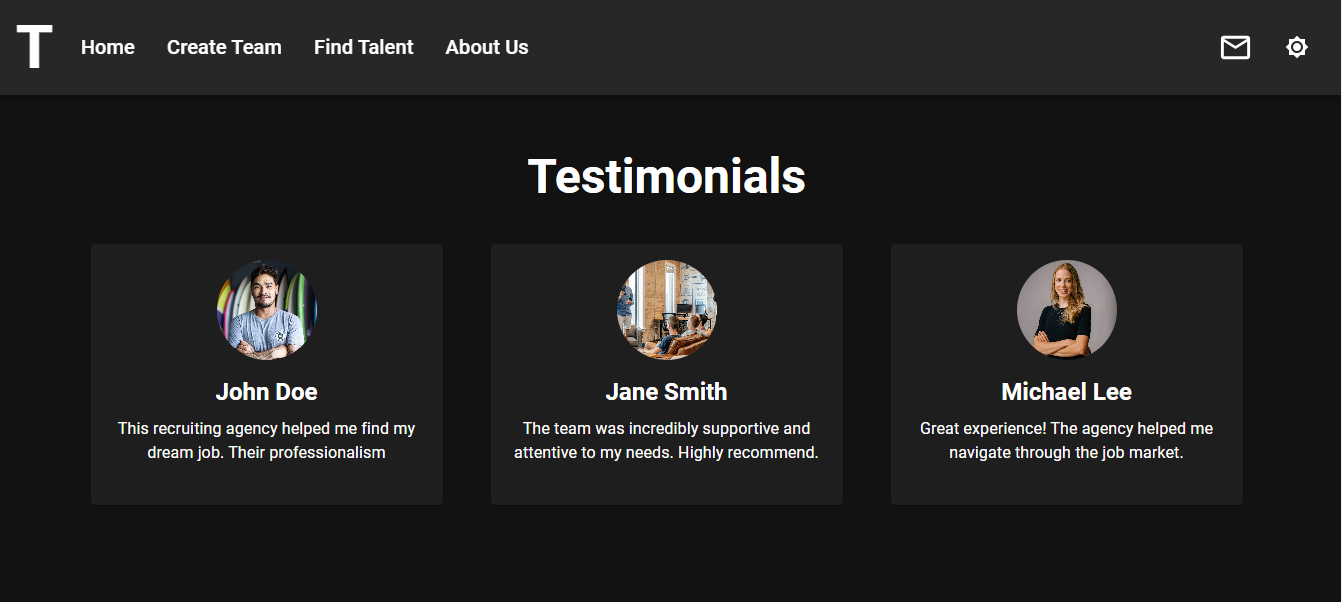 T
Home
Create Team
Find Talent
About Us
Testimonials
John Doe
This recruiting agency helped me find my
dream job. Their professionalism
Jane Smith
The team was incredibly supportive and
attentive to my needs. Highly recommend.
Michael Lee
Great experience! The agency helped me
navigate through the job market.